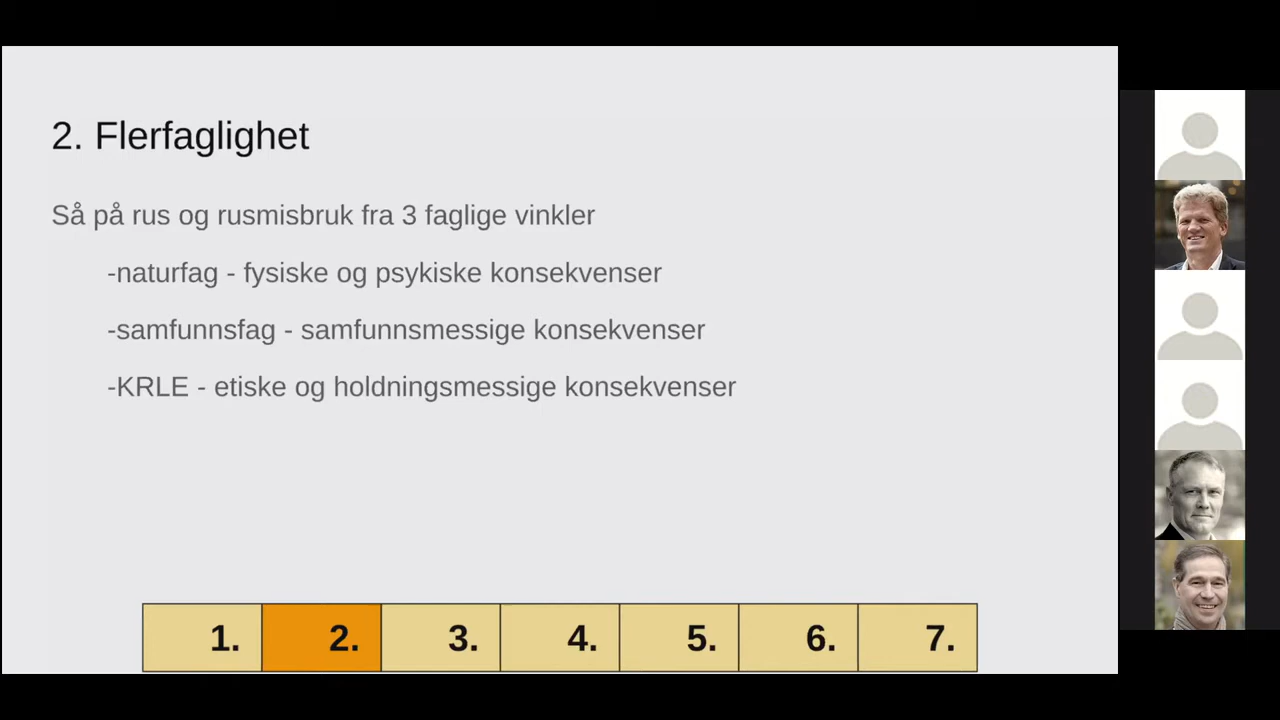 2. Flerfaglighet
Så på rus og rusmisbruk fra 3 faglige vinkler
-naturfag - fysiske og psykiske konsekvenser
-samfunnsfag - samfunnsmessige konsekvenser
-KRLE - etiske og holdningsmessige konsekvenser
1. 2. 3. 4. 5. 6. 7.